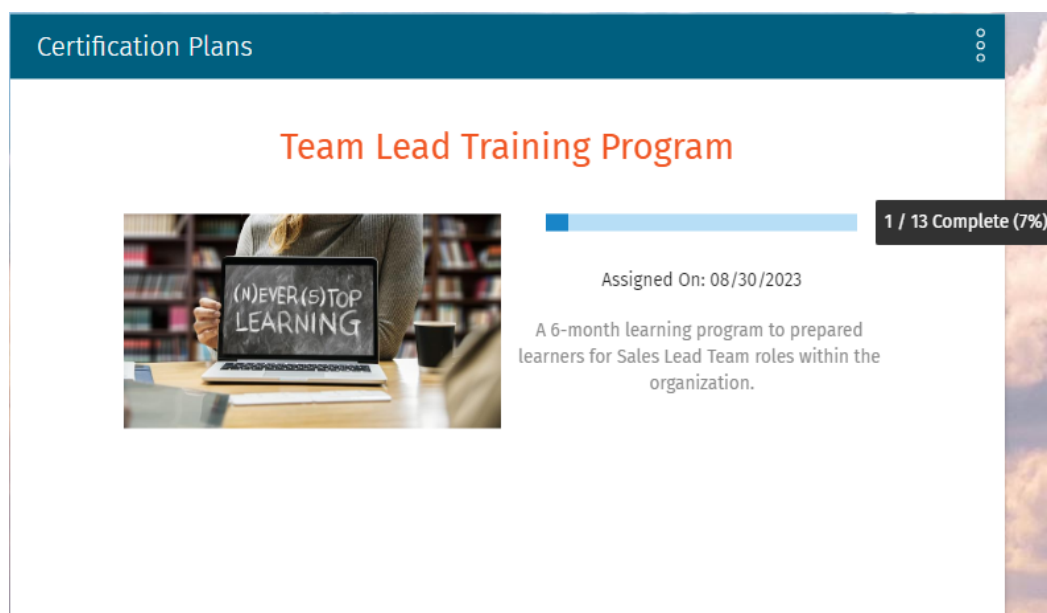 Certification Plans
Team Lead Training Program
1 / 13 Complete (7%)
(N)EVER(S)TOP
LEARNING
Assigned On: 08/30/2023
A 6-month learning program to prepared
learners for Sales Lead Team roles within the
organization.